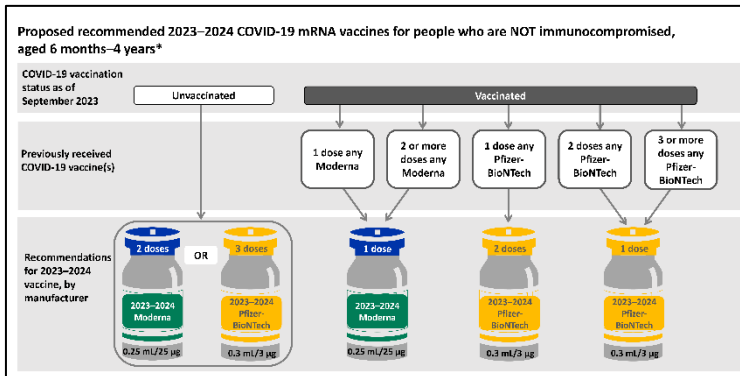 Proposed recommended 2023–2024 COVID-19 mRNA vaccines for people who are NOT immunocompromised,
aged 6 months–4 years*
COVID-19 vaccination
status as of
September 2023
Unvaccinated
Vaccinated
Previously received
COVID-19 vaccine(s)
1 dose any
Moderna
2 or more
doses any
Moderna
1 dose any
Pfizer-
BioNTech
2 doses any
Pfizer-
BioNTech
3 or more
doses any
Pfizer-
BioNTech
Recommendations
for 2023–2024
vaccine, by
manufacturer
2 doses
2023–2024
Moderna
0.25 mL/25 µg
OR
3 doses
2023–2024
Pfizer-
BioNTech
0.3 mL/3 µg
1 dose
2023–2024
Moderna
0.25 mL/25 µg
2 doses
2023–2024
Pfizer-
BioNTech
0.3 mL/3 µg
1 dose
2023–2024
Pfizer-
BioNTech
0.3 mL/3 µg